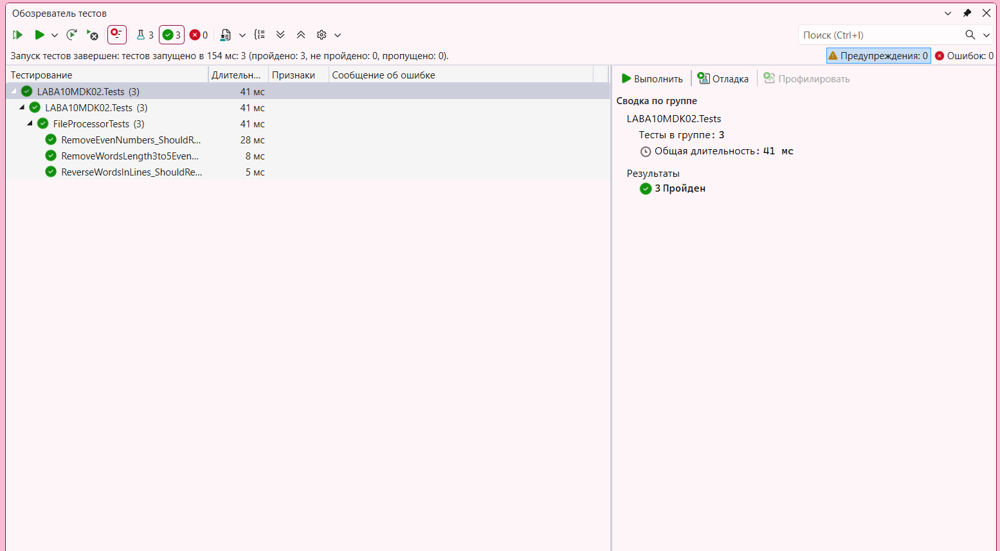 Обозреватель тестов
3 3 0
Поиск (Ctrl+I)
Запуск тестов завершен: тестов запущено в 154 мс: 3 (пройдено: 3, не пройдено: 0, пропущено: 0).
Предупреждения: 0 Ошибок: 0
Тестирование Длительн... Признаки Сообщение об ошибке
LABA10MDK02.Tests (3) 41 мс
LABA10MDK02.Tests (3) 41 мс
FileProcessorTests (3) 41 мс
RemoveEvenNumbers_ShouldR... 28 мс
RemoveWordsLength3to5Even... 8 мс
ReverseWordsInLines_ShouldRe... 5 мс
Выполнить Отладка Профилировать
Сводка по группе
LABA10MDK02.Tests
Тесты в группе: 3
Общая длительность: 41 мс
Результаты
3 Пройден